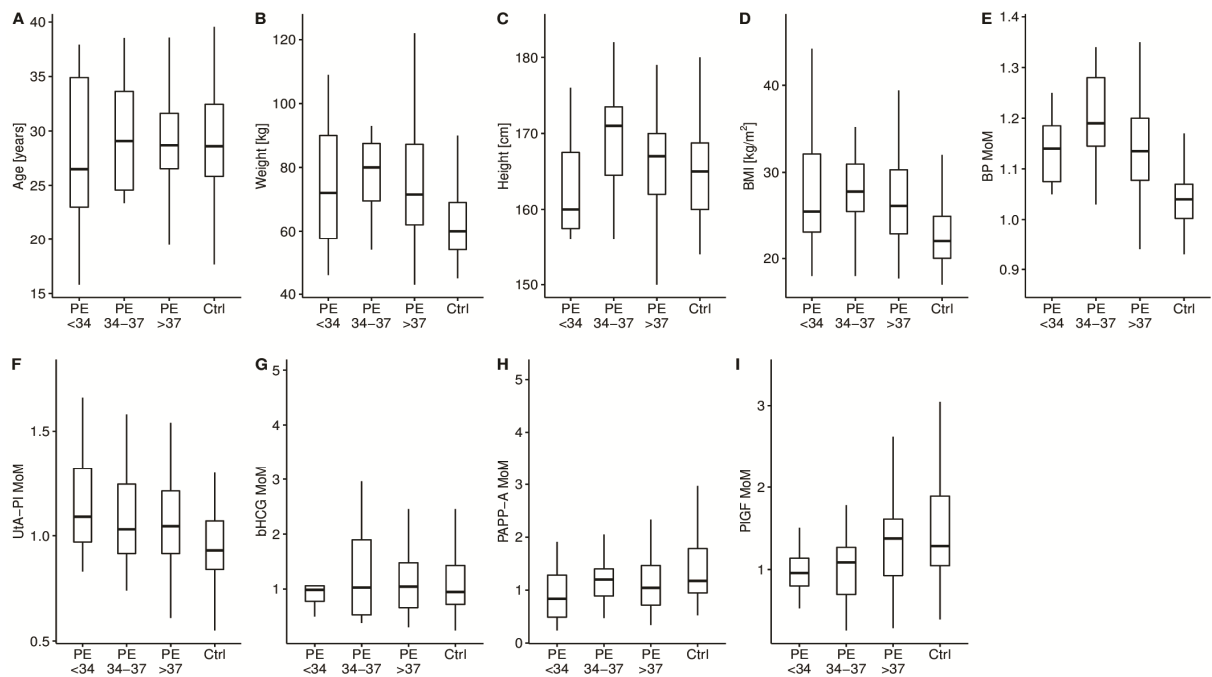 A
Age [years]
40
35
30
25
20
15
PE PE PE Ctrl
<34 34–37 >37
B
Weight [kg]
120
100
80
60
40
PE PE PE Ctrl
<34 34–37 >37
C
Height [cm]
180
170
160
150
PE PE PE Ctrl
<34 34–37 >37
D
BMI [kg/m²]
40
30
20
PE PE PE Ctrl
<34 34–37 >37
E
BP MoM
1.4
1.3
1.2
1.1
1.0
0.9
PE PE PE Ctrl
<34 34–37 >37
F
UtA–PI MoM
1.5
1.0
0.5
PE PE PE Ctrl
<34 34–37 >37
G
bHCG MoM
5
4
3
2
1
PE PE PE Ctrl
<34 34–37 >37
H
PAPP–A MoM
5
4
3
2
1
0
PE PE PE Ctrl
<34 34–37 >37
I
PlGF MoM
3
2
1
PE PE PE Ctrl
<34 34–37 >37